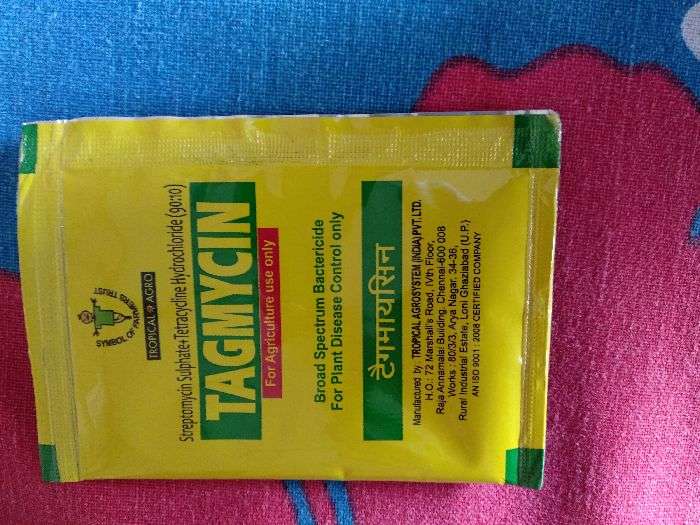 SYMBOL OF FARMERS TRUST
TROPICAL AGRO
Streptomycin Sulphate+Tetracycline Hydrochloride (90:10)
TAGMYCIN
For Agriculture use only
Broad Spectrum Bactericide
For Plant Disease Control only
टैगमायसिन
Manufactured by TROPICAL AGROSYSTEM (INDIA) PVT. LTD.
H.O.: 72 Marshall's Road, IVth Floor,
Raja Annamalai Building, Chennai-600 008
Works : 80/3/3, Arya Nagar, 34-36,
Rural Industrial Estate, Loni Ghaziabad (U.P.)
AN ISO 9001 : 2008 CERTIFIED COMPANY